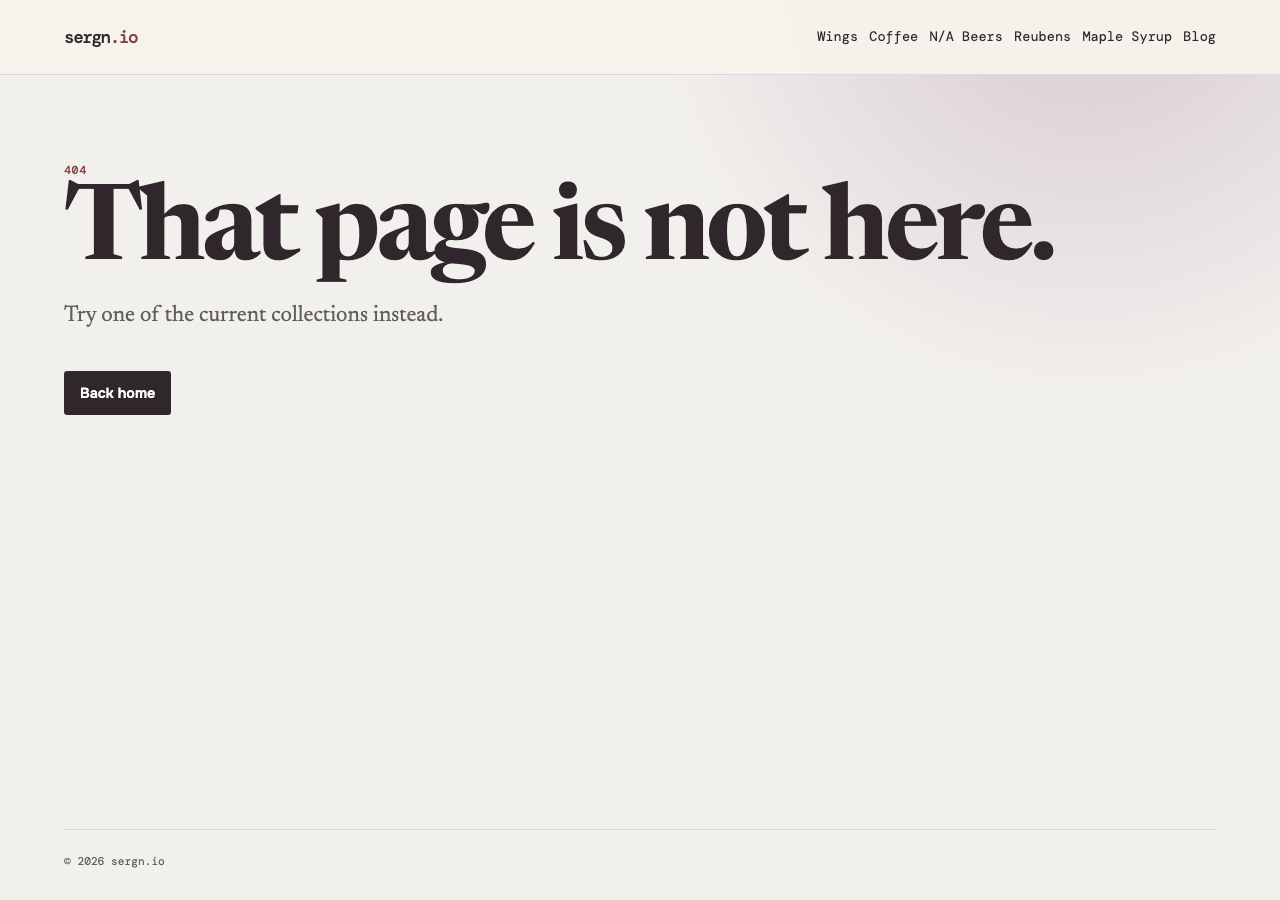 sergn.io
Wings Coffee N/A Beers Reubens Maple Syrup Blog
404
That page is not here.
Try one of the current collections instead.
Back home
© 2026 sergn.io